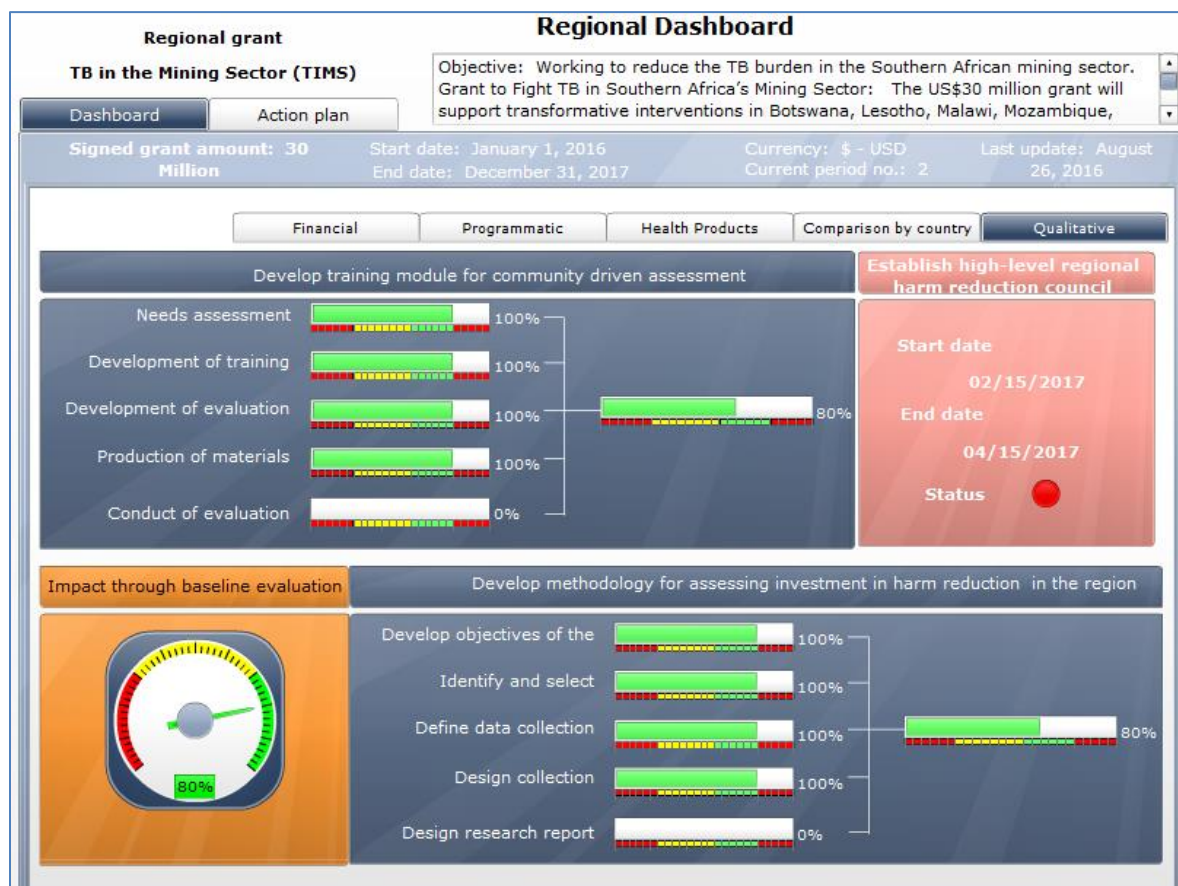 Regional grant
TB in the Mining Sector (TIMS)
Regional Dashboard
Objective:  Working to reduce the TB burden in the Southern African mining sector.
Grant to Fight TB in Southern Africa's Mining Sector:   The US$30 million grant will
support transformative interventions in Botswana, Lesotho, Malawi, Mozambique,
Dashboard
Action plan
Signed grant amount:  30
Million
Start date:  January 1, 2016
End date:  December 31, 2017
Currency:  $ - USD
Current period no.:  2
Last update:  August
26, 2016
Financial
Programmatic
Health Products
Comparison by country
Qualitative
Develop training module for community driven assessment
Needs assessment
100%
Development of training
100%
Development of evaluation
100%
Production of materials
100%
Conduct of evaluation
0%
80%
Establish high-level regional
harm reduction council
Start date
02/15/2017
End date
04/15/2017
Status
Impact through baseline evaluation
80%
Develop methodology for assessing investment in harm reduction  in the region
Develop objectives of the
100%
Identify and select
100%
Define data collection
100%
Design collection
100%
Design research report
0%
80%